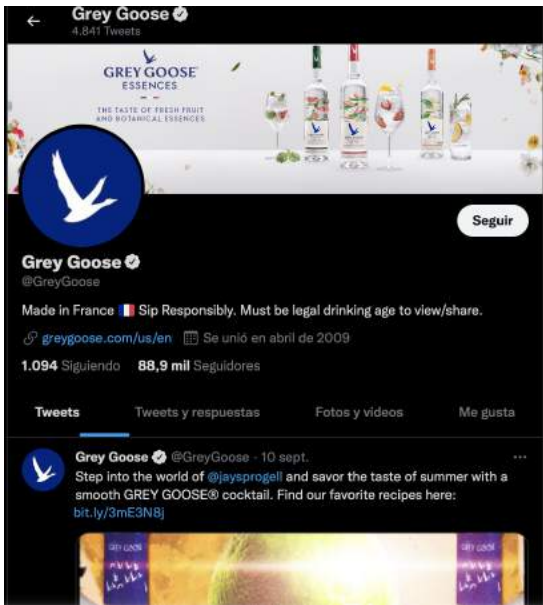 Grey Goose
4.841 Tweets
GREY GOOSE
ESSENCES
THE TASTE OF FRESH FRUIT
AND BOTANICAL ESSENCES
Seguir
Grey Goose
@GreyGoose
Made in France 🇫🇷 Sip Responsibly. Must be legal drinking age to view/share.
greygoose.com/us/en Se unió en abril de 2009
1.094 Siguiendo 88,9 mil Seguidores
Tweets Tweets y respuestas Fotos y videos Me gusta
Grey Goose @GreyGoose · 10 sept.
Step into the world of @jaysprogell and savor the taste of summer with a
smooth GREY GOOSE® cocktail. Find our favorite recipes here:
bit.ly/3mE3N8j
GREY GOOSE GREY GOOSE